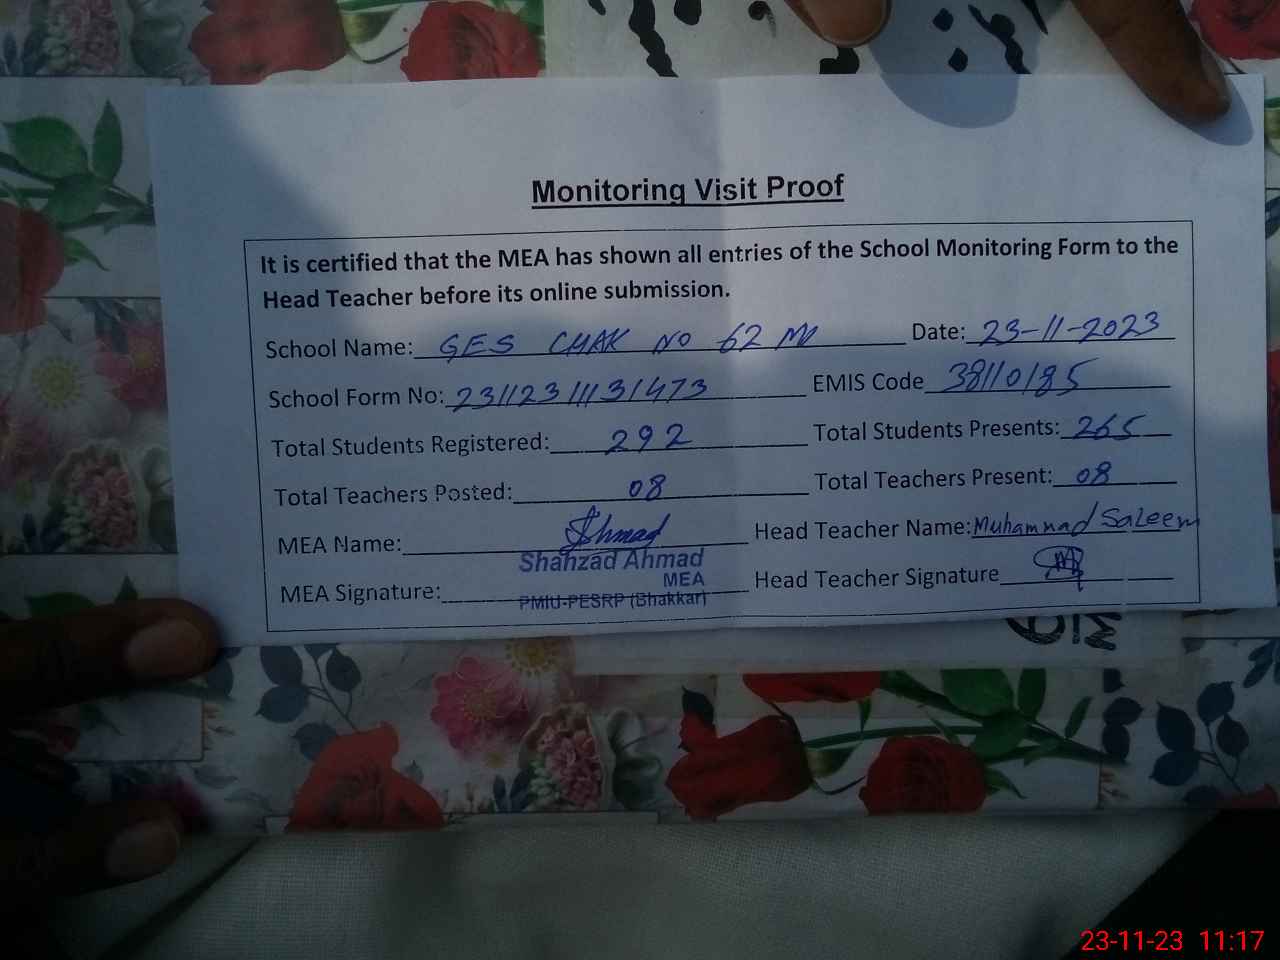 Monitoring Visit Proof
It is certified that the MEA has shown all entries of the School Monitoring Form to the
Head Teacher before its online submission.
School Name: GES CHAK NO 62 ML Date: 23-11-2023
School Form No: 231123111131473 EMIS Code 38110185
Total Students Registered: 292 Total Students Presents: 265
Total Teachers Posted: 08 Total Teachers Present: 08
MEA Name: Ahmad Head Teacher Name: Muhammad Saleem
Shahzad Ahmad
MEA
MEA Signature: PMIU-PESRP (Bhakkar) Head Teacher Signature
23-11-23 11:17